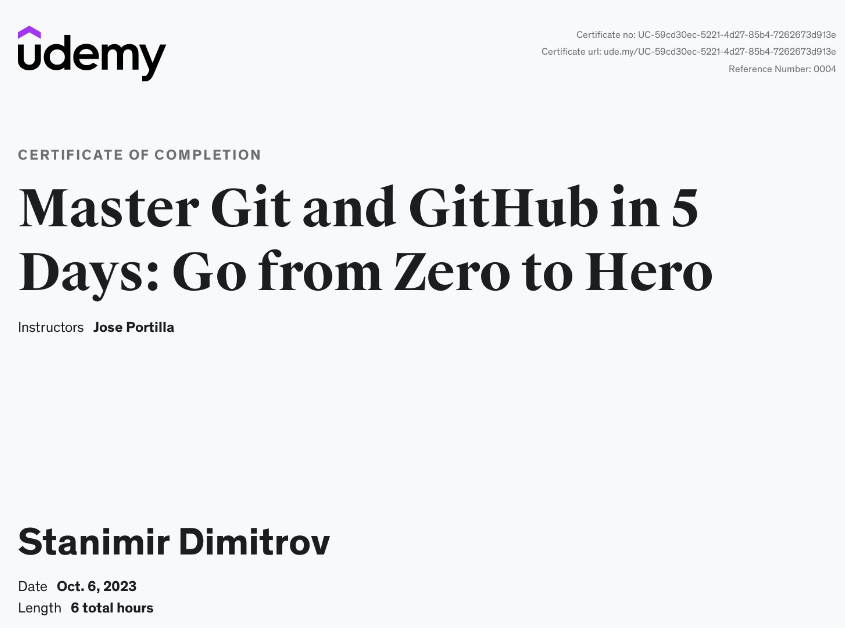 udemy
Certificate no: UC-59cd30ec-5221-4d27-85b4-7262673d913e
Certificate url: ude.my/UC-59cd30ec-5221-4d27-85b4-7262673d913e
Reference Number: 0004
CERTIFICATE OF COMPLETION
Master Git and GitHub in 5
Days: Go from Zero to Hero
Instructors Jose Portilla
Stanimir Dimitrov
Date Oct. 6, 2023
Length 6 total hours